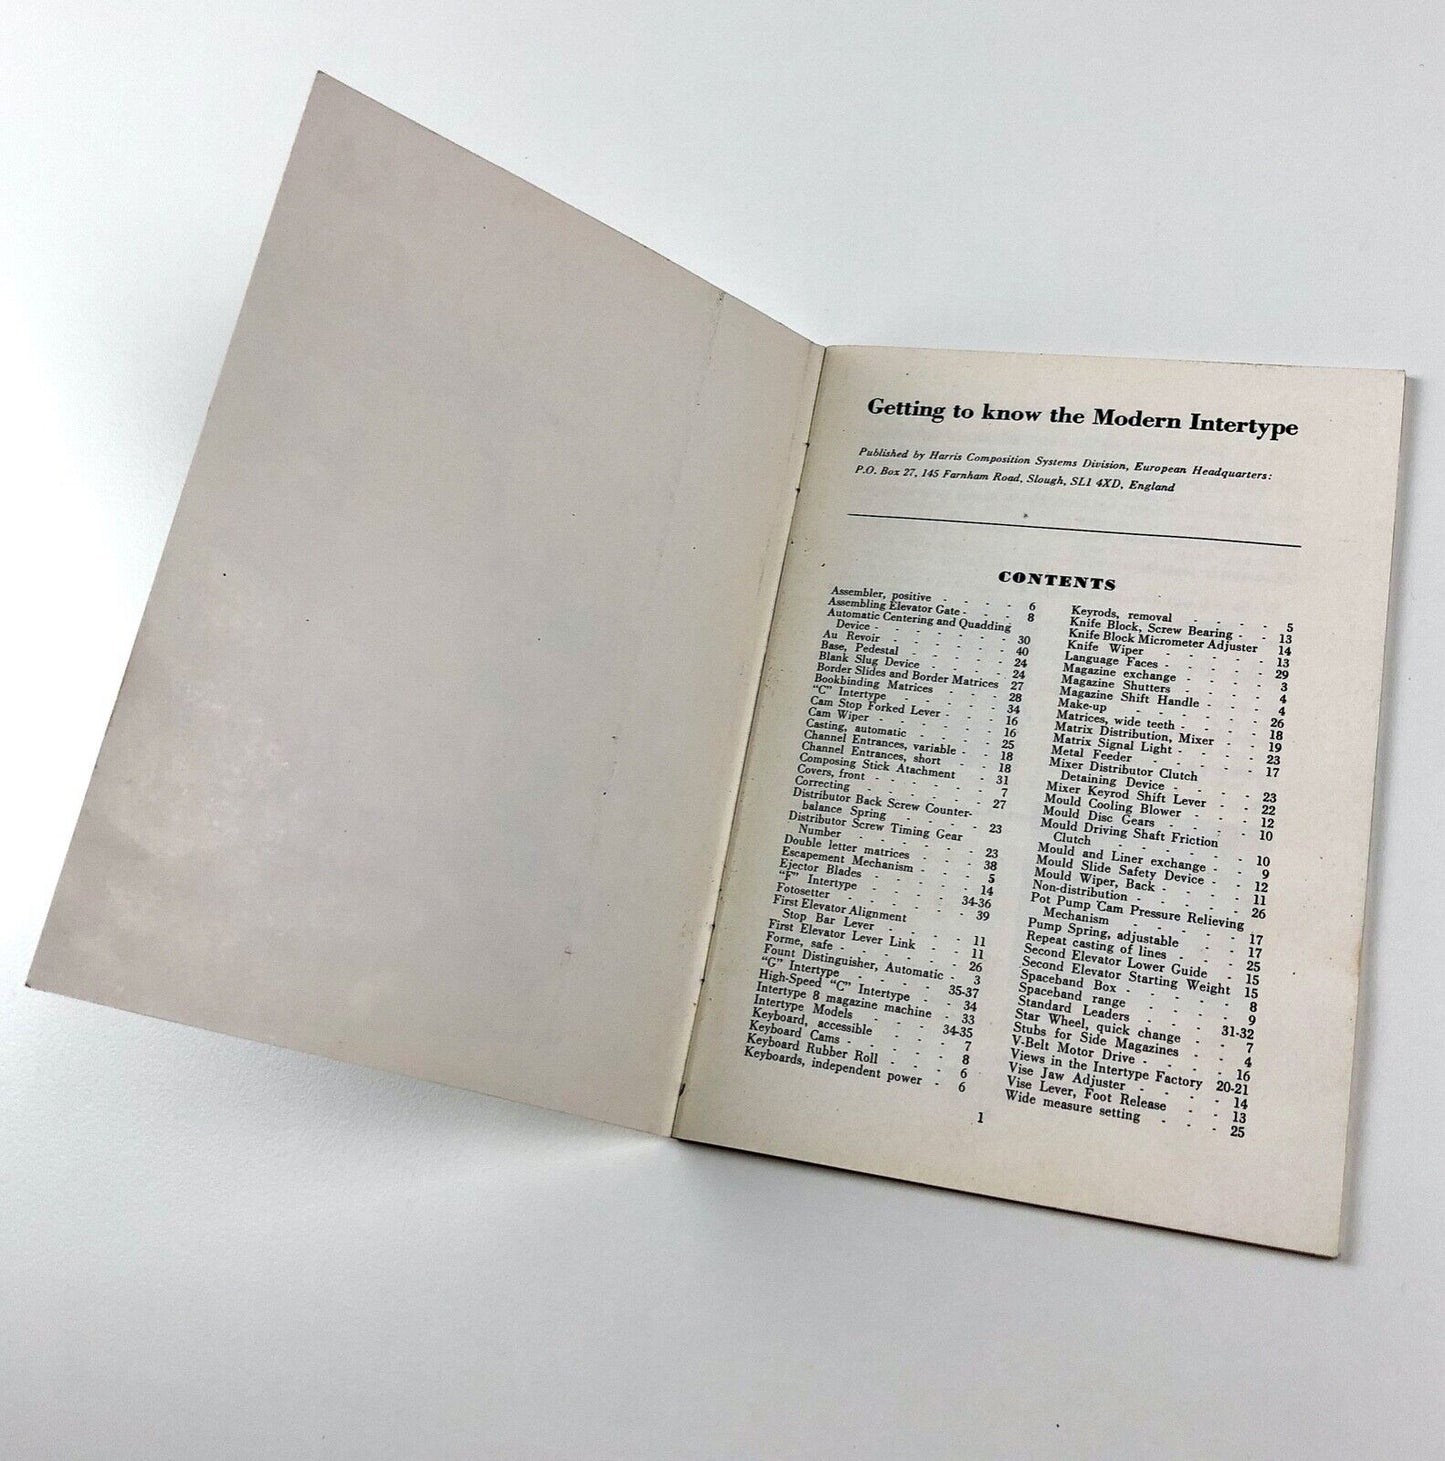 Getting to know the Modern Intertype
Published by Harris Composition Systems Division, European Headquarters:
P.O. Box 27, 145 Farnham Road, Slough, SL1 4XD, England
CONTENTS
Assembler, positive - - - - 6
Assembling Elevator Gate - - - 8
Automatic Centering and Quadding
Device - - - - - - - 30
Au Revoir - - - - - - 40
Base, Pedestal - - - - - 24
Blank Slug Device - - - - 24
Border Slides and Border Matrices 27
Bookbinding Matrices - - - 28
"C" Intertype - - - - - 34
Cam Stop Forked Lever - - - 16
Cam Wiper - - - - - 16
Casting, automatic - - - - 25
Channel Entrances, variable - - 18
Channel Entrances, short - - 18
Composing Stick Atachment - 31
Covers, front - - - - - 7
Correcting - - - - - - 27
Distributor Back Screw Counter-
balance Spring - - - - 23
Distributor Screw Timing Gear
Number - - - - - - 23
Double letter matrices - - - 38
Escapement Mechanism - - - 5
Ejector Blades - - - - - 14
"F" Intertype - - - - 34-36
Fotosetter - - - - - - 39
First Elevator Alignment
Stop Bar Lever - - - - 11
First Elevator Lever Link - - 11
Forme, safe - - - - - - 26
Fount Distinguisher, Automatic - 3
"G" Intertype - - - - 35-37
High-Speed "C" Intertype - - 34
Intertype 8 magazine machine - 33
Intertype Models - - - 34-35
Keyboard, accessible - - - 7
Keyboard Cams - - - - - 8
Keyboard Rubber Roll - - - 6
Keyboards, independent power - 6
Keyrods, removal - - - - 5
Knife Block, Screw Bearing - - 13
Knife Block Micrometer Adjuster 14
Knife Wiper - - - - - 13
Language Faces - - - - - 29
Magazine exchange - - - - 3
Magazine Shutters - - - - 4
Magazine Shift Handle - - - 4
Make-up - - - - - - 26
Matrices, wide teeth - - - - 18
Matrix Distribution, Mixer - - 19
Matrix Signal Light - - - - 23
Metal Feeder - - - - - 17
Mixer Distributor Clutch
Detaining Device - - - - 23
Mixer Keyrod Shift Lever - - 22
Mould Cooling Blower - - - 12
Mould Disc Gears - - - - 10
Mould Driving Shaft Friction
Clutch - - - - - - 10
Mould and Liner exchange - - 9
Mould Slide Safety Device - - 12
Mould Wiper, Back - - - - 11
Non-distribution - - - - - 26
Pot Pump Cam Pressure Relieving
Mechanism - - - - - 17
Pump Spring, adjustable - - 17
Repeat casting of lines - - - 25
Second Elevator Lower Guide - 15
Second Elevator Starting Weight 15
Spaceband Box - - - - - 8
Spaceband range - - - - 9
Standard Leaders - - - 31-32
Star Wheel, quick change - - 7
Stubs for Side Magazines - - 4
V-Belt Motor Drive - - - - 16
Views in the Intertype Factory 20-21
Vise Jaw Adjuster - - - - 14
Vise Lever, Foot Release - - 13
Wide measure setting - - - 25
1